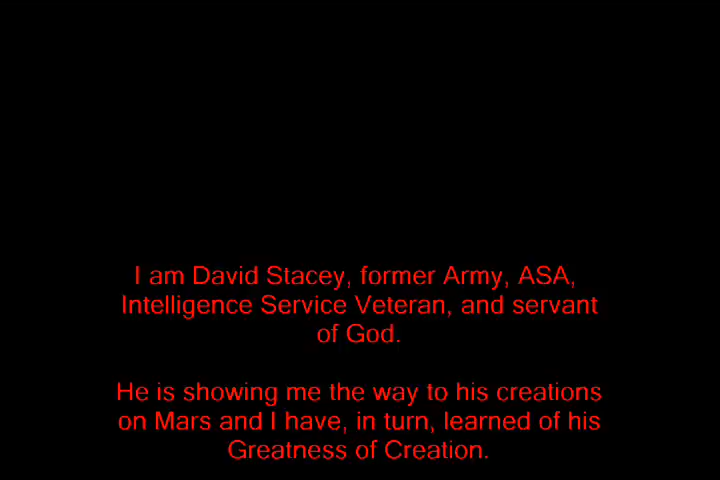 I am David Stacey, former Army, ASA,
Intelligence Service Veteran, and servant
of God.
He is showing me the way to his creations
on Mars and I have, in turn, learned of his
Greatness of Creation.